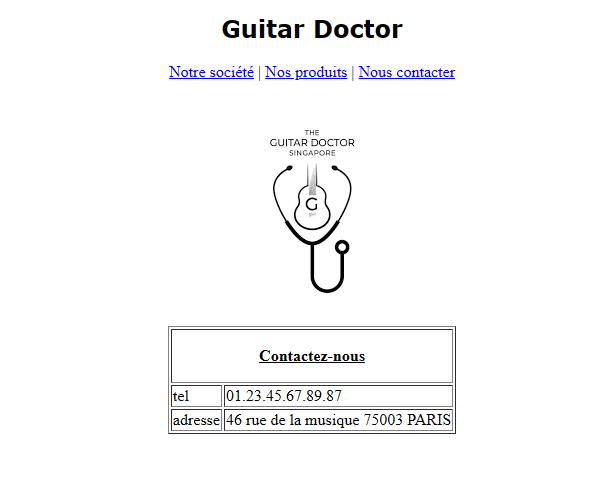 Guitar Doctor
Notre société | Nos produits | Nous contacter
THE
GUITAR DOCTOR
SINGAPORE
G
Contactez-nous
tel 01.23.45.67.89.87
adresse 46 rue de la musique 75003 PARIS